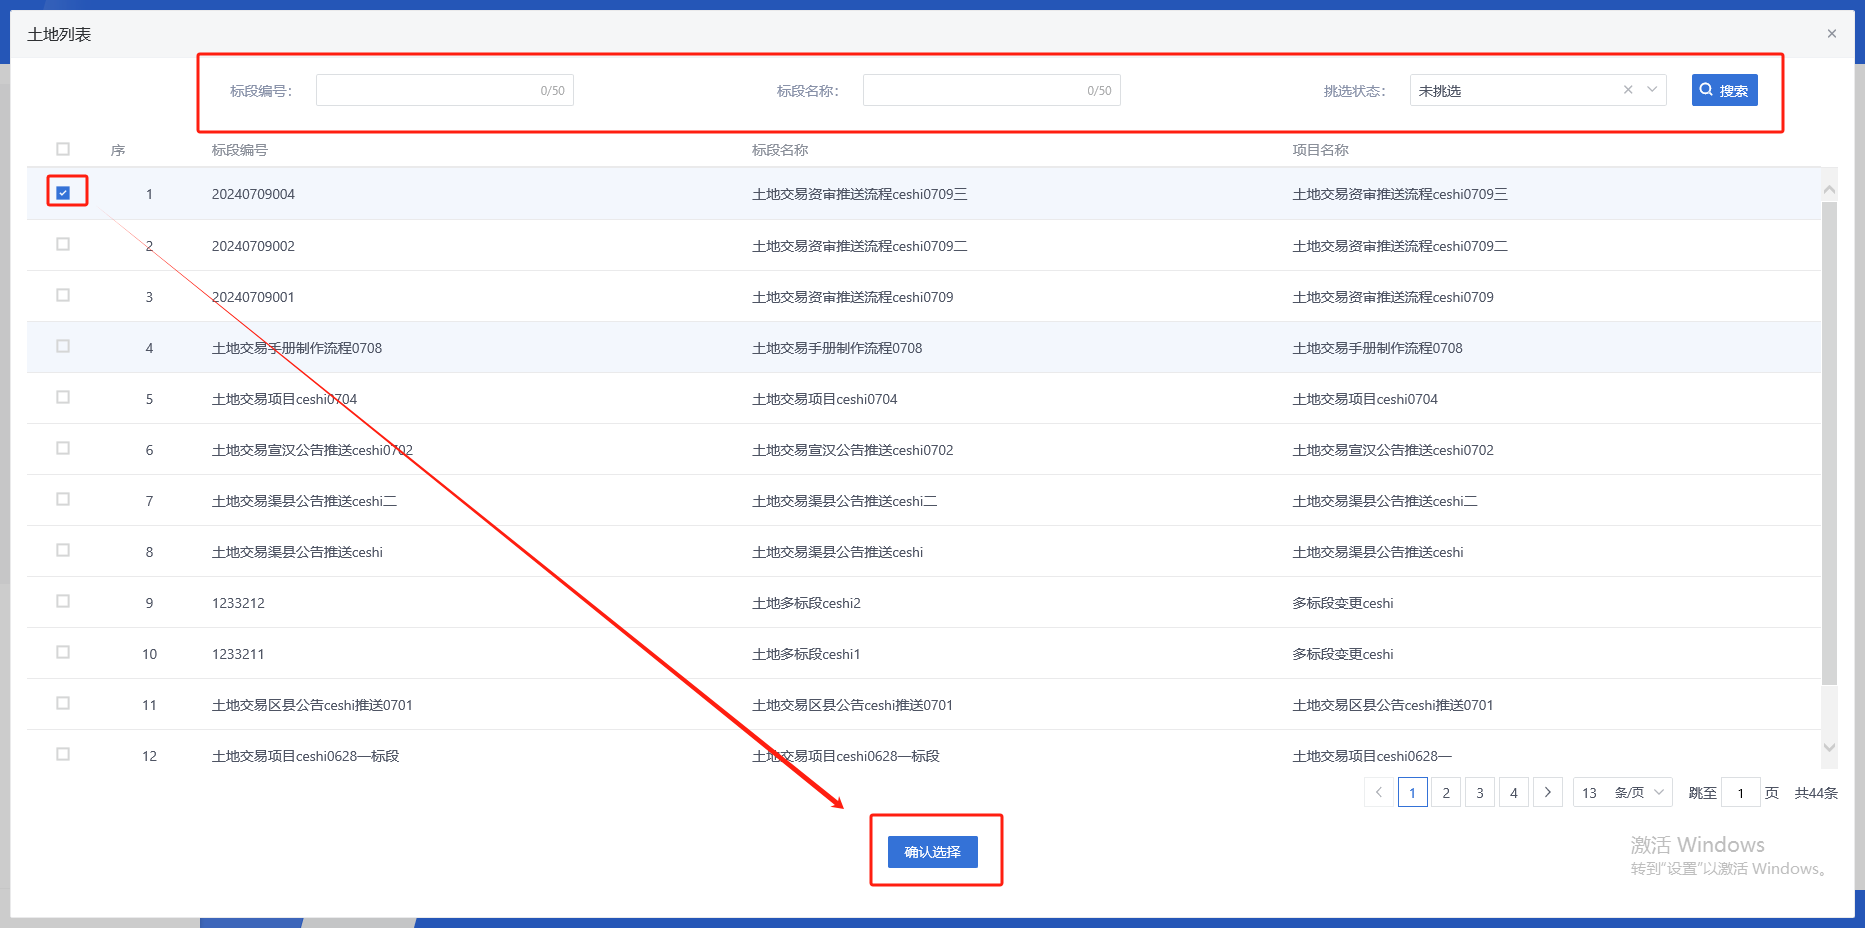 土地列表
标段编号： 0/50 标段名称： 0/50 挑选状态： 未挑选 搜索
序 标段编号 标段名称 项目名称
1 20240709004 土地交易资审推送流程ceshi0709三 土地交易资审推送流程ceshi0709三
2 20240709002 土地交易资审推送流程ceshi0709二 土地交易资审推送流程ceshi0709二
3 20240709001 土地交易资审推送流程ceshi0709 土地交易资审推送流程ceshi0709
4 土地交易手册制作流程0708 土地交易手册制作流程0708 土地交易手册制作流程0708
5 土地交易项目ceshi0704 土地交易项目ceshi0704 土地交易项目ceshi0704
6 土地交易宣汉公告推送ceshi0702 土地交易宣汉公告推送ceshi0702 土地交易宣汉公告推送ceshi0702
7 土地交易渠县公告推送ceshi二 土地交易渠县公告推送ceshi二 土地交易渠县公告推送ceshi二
8 土地交易渠县公告推送ceshi 土地交易渠县公告推送ceshi 土地交易渠县公告推送ceshi
9 1233212 土地多标段ceshi2 多标段变更ceshi
10 1233211 土地多标段ceshi1 多标段变更ceshi
11 土地交易区县公告ceshi推送0701 土地交易区县公告ceshi推送0701 土地交易区县公告ceshi推送0701
12 土地交易项目ceshi0628一标段 土地交易项目ceshi0628一标段 土地交易项目ceshi0628一
1 2 3 4 13 条/页 跳至 1 页 共44条
确认选择
激活 Windows
转到"设置"以激活 Windows。